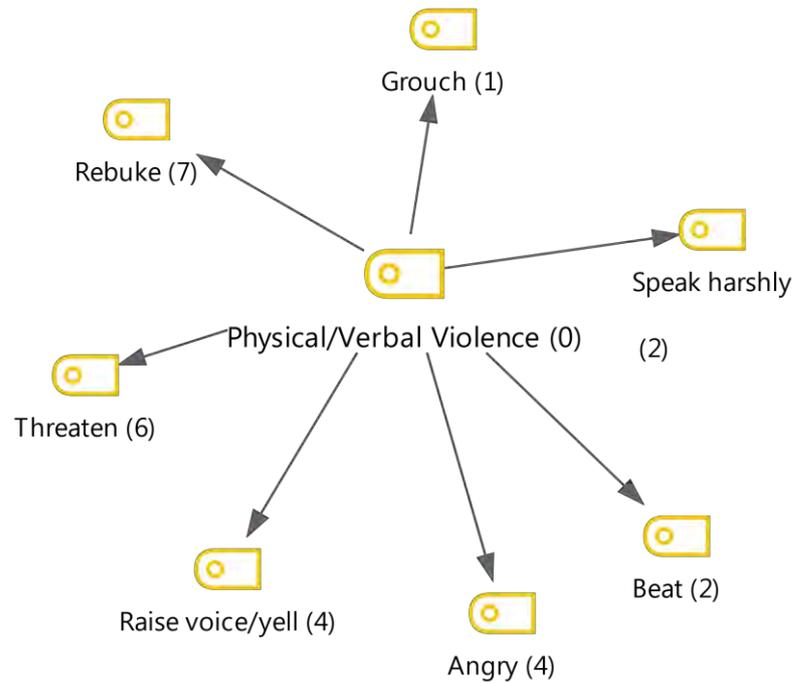 Grouch (1)
Rebuke (7)
Speak harshly
(2)
Physical/Verbal Violence (0)
Threaten (6)
Beat (2)
Raise voice/yell (4)
Angry (4)